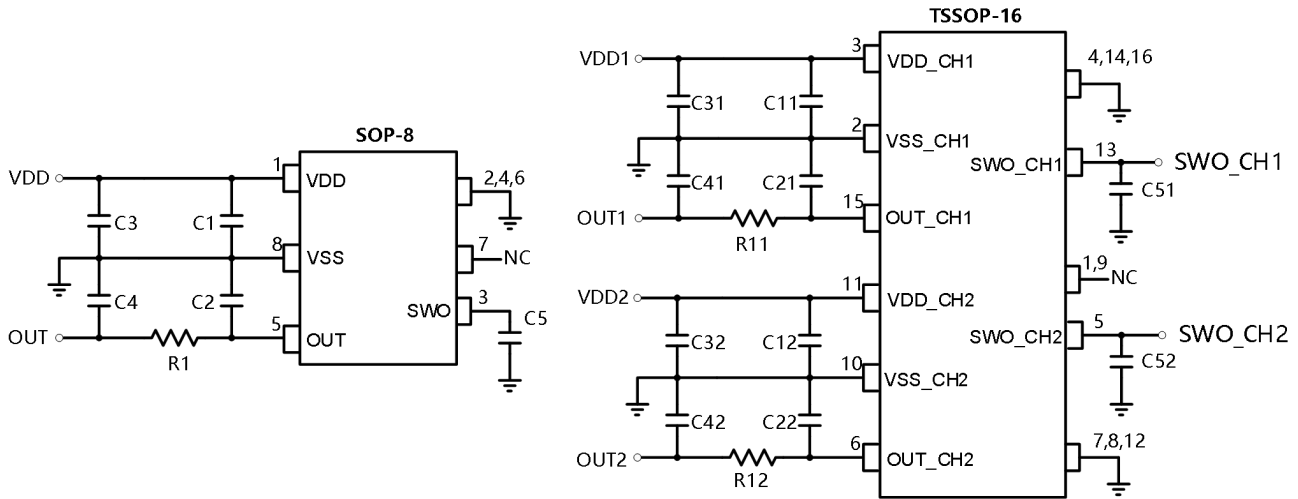 SOP-8
VDD
1
VDD
2,4,6
C3
C1
8
VSS
7
NC
C4
C2
SWO
3
C5
OUT
5
OUT
R1
TSSOP-16
VDD1
3
VDD_CH1
4,14,16
C31
C11
2
VSS_CH1
SWO_CH1
13
SWO_CH1
C41
C21
C51
OUT1
15
OUT_CH1
R11
1,9
NC
VDD2
11
VDD_CH2
SWO_CH2
5
SWO_CH2
C32
C12
C52
10
VSS_CH2
C42
C22
7,8,12
OUT2
6
OUT_CH2
R12